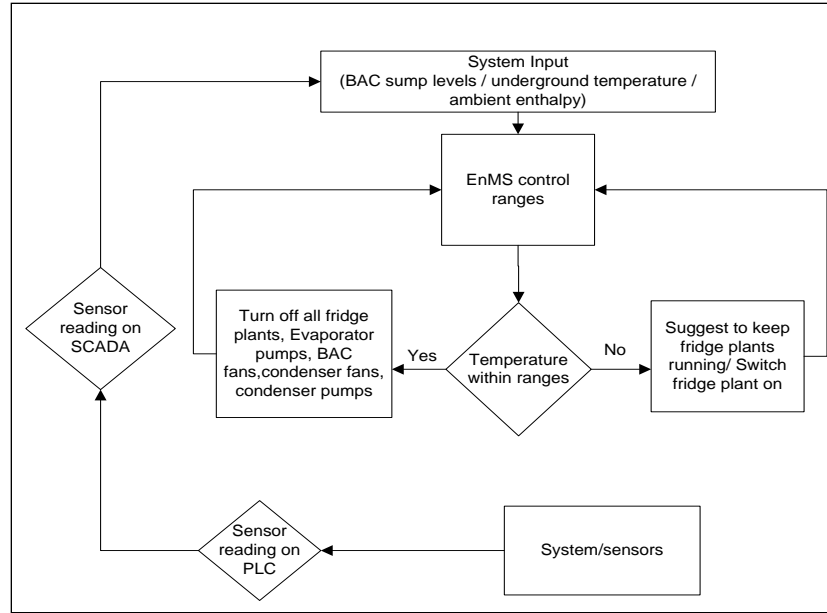 System Input
(BAC sump levels / underground temperature /
ambient enthalpy)
EnMS control
ranges
Sensor
reading on
SCADA
Turn off all fridge
plants, Evaporator
pumps, BAC
fans,condenser fans,
condenser pumps
Yes
Temperature
within ranges
No
Suggest to keep
fridge plants
running/ Switch
fridge plant on
Sensor
reading on
PLC
System/sensors